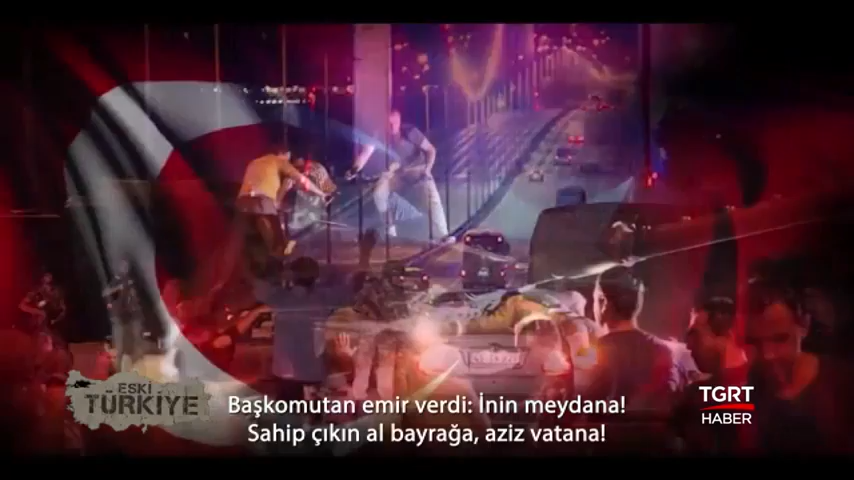 ESKİ
TÜRKİYE
Başkomutan emir verdi: İnin meydana!
Sahip çıkın al bayrağa, aziz vatana!
TGRT
HABER